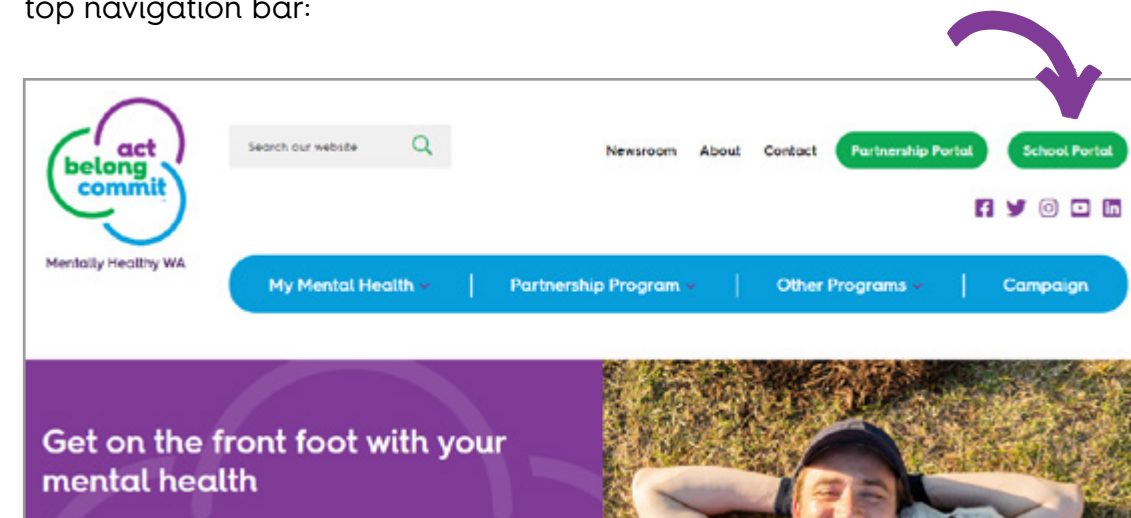 top navigation bar:
act
belong
commit
Mentally Healthy WA
Search our website
Newsroom About Contact Partnership Portal School Portal
My Mental Health Partnership Program Other Programs Campaign
Get on the front foot with your
mental health